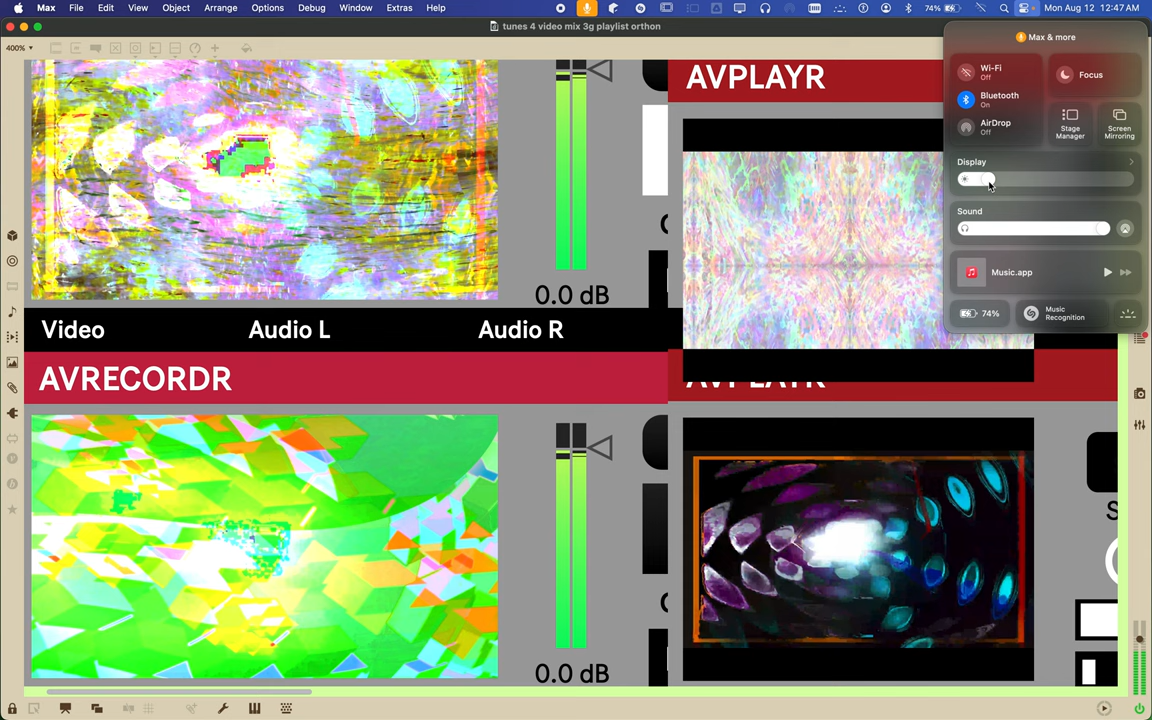 Max File Edit View Object Arrange Options Debug Window Extras Help
74% Mon Aug 12 12:47 AM
tunes 4 video mix 3g playlist orthon
400%
Max & more
Wi-Fi
Off
Bluetooth
On
AirDrop
Off
Focus
Stage
Manager
Screen
Mirroring
Display
Sound
Music.app
74%
Music
Recognition
AVPLAYR
0.0 dB
Video Audio L Audio R
AVRECORDR
AVPLAYR
0.0 dB